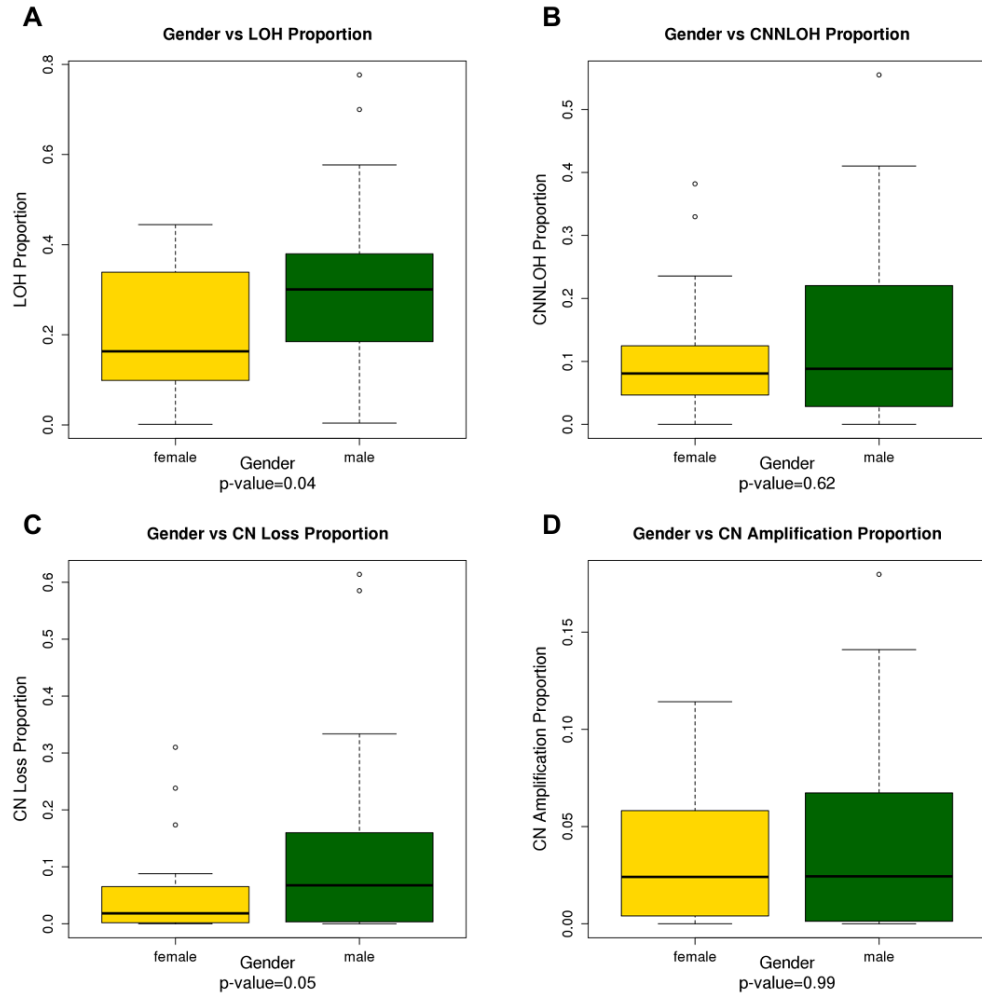 A
Gender vs LOH Proportion
LOH Proportion
0.8
0.6
0.4
0.2
0.0
female
male
Gender
p-value=0.04
B
Gender vs CNNLOH Proportion
CNNLOH Proportion
0.5
0.4
0.3
0.2
0.1
0.0
female
male
Gender
p-value=0.62
C
Gender vs CN Loss Proportion
CN Loss Proportion
0.6
0.5
0.4
0.3
0.2
0.1
0.0
female
male
Gender
p-value=0.05
D
Gender vs CN Amplification Proportion
CN Amplification Proportion
0.15
0.10
0.05
0.00
female
male
Gender
p-value=0.99